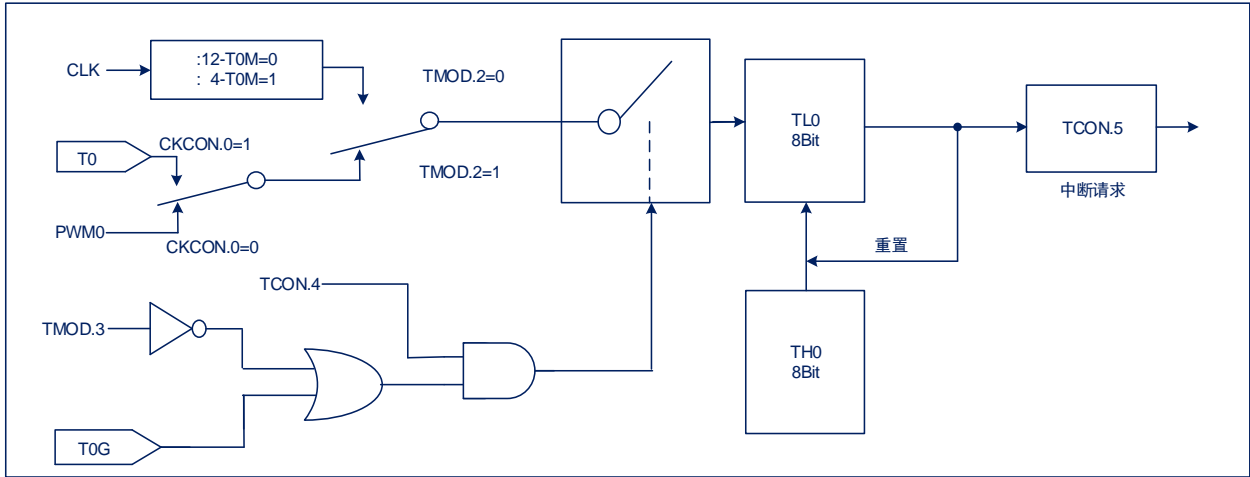 :12-T0M=0
: 4-T0M=1
CLK
TMOD.2=0
TL0
8Bit
TCON.5
T0
CKCON.0=1
TMOD.2=1
中断请求
PWM0
CKCON.0=0
重置
TCON.4
TMOD.3
TH0
8Bit
T0G